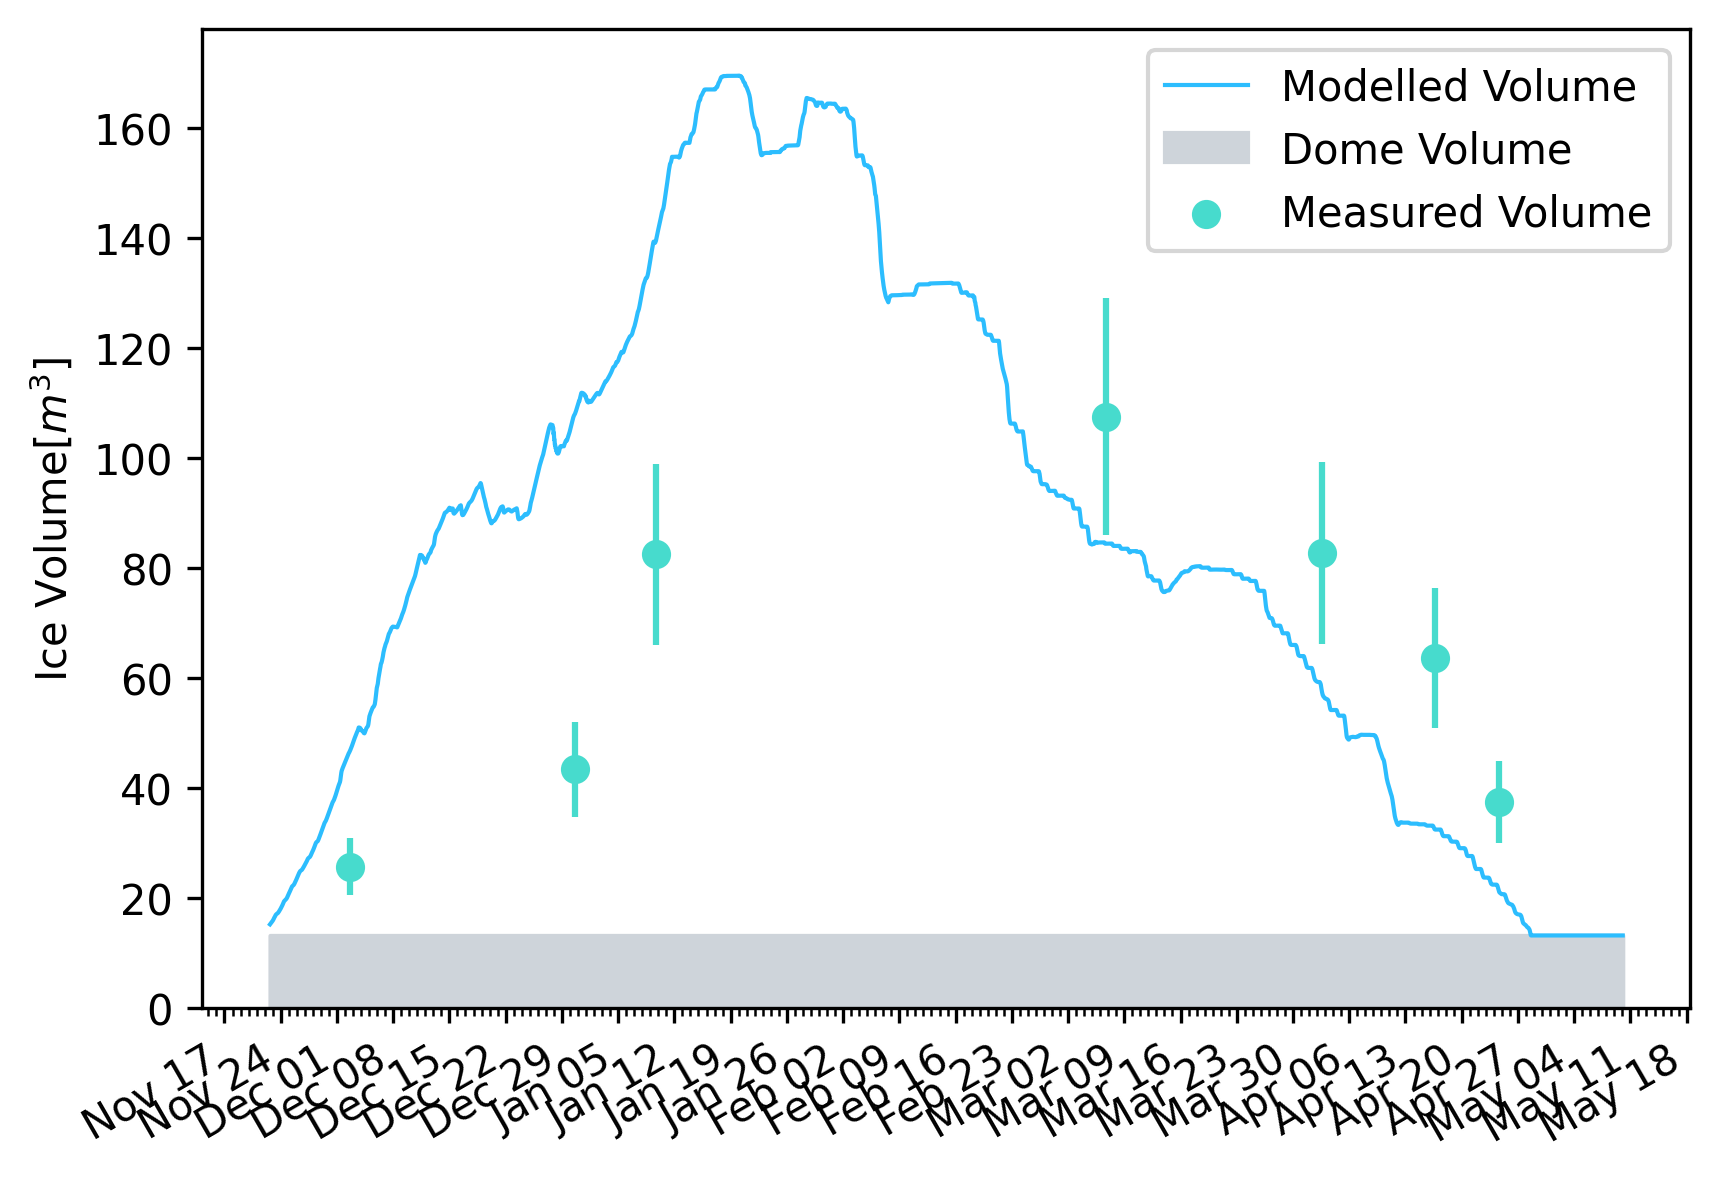 Modelled Volume
Dome Volume
Measured Volume
Ice Volume[m³]
160
140
120
100
80
60
40
20
0
Nov 17
Nov 24
Dec 01
Dec 08
Dec 15
Dec 22
Dec 29
Jan 05
Jan 12
Jan 19
Jan 26
Feb 02
Feb 09
Feb 16
Feb 23
Mar 02
Mar 09
Mar 16
Mar 23
Mar 30
Apr 06
Apr 13
Apr 20
Apr 27
May 04
May 11
May 18